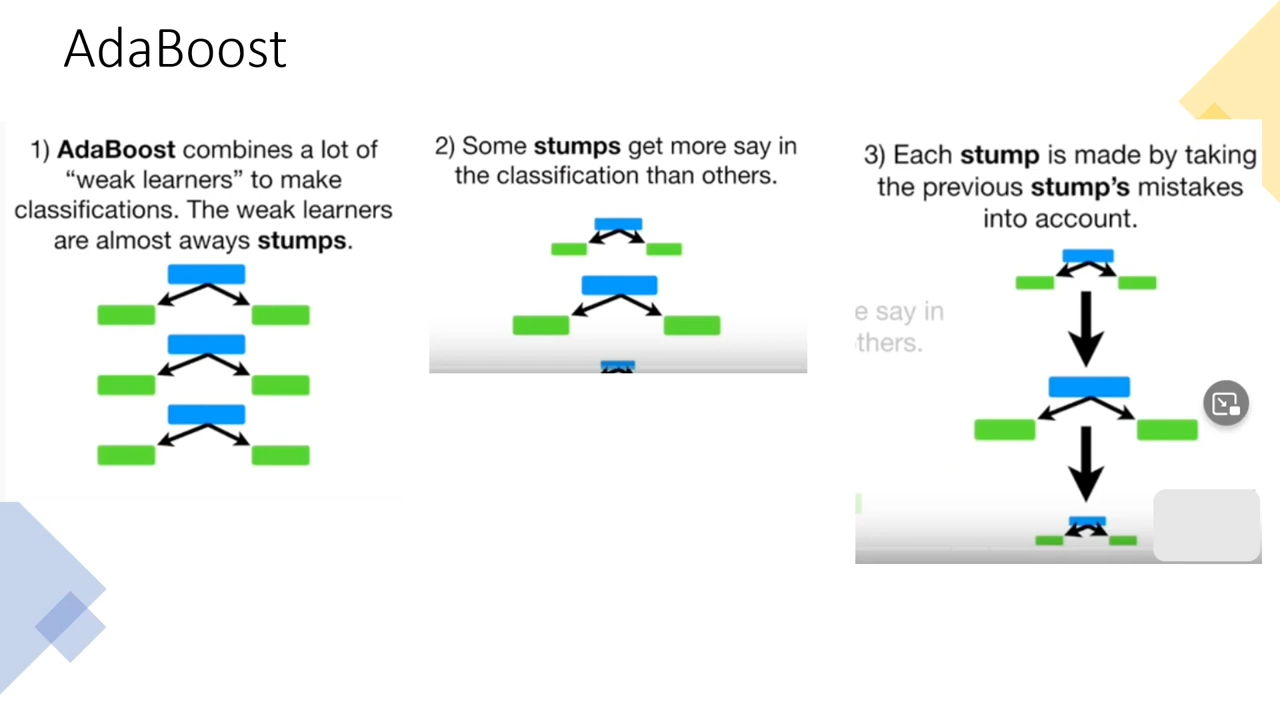 AdaBoost
1) AdaBoost combines a lot of
“weak learners” to make
classifications. The weak learners
are almost aways stumps.
2) Some stumps get more say in
the classification than others.
3) Each stump is made by taking
the previous stump’s mistakes
into account.
e say in
thers.